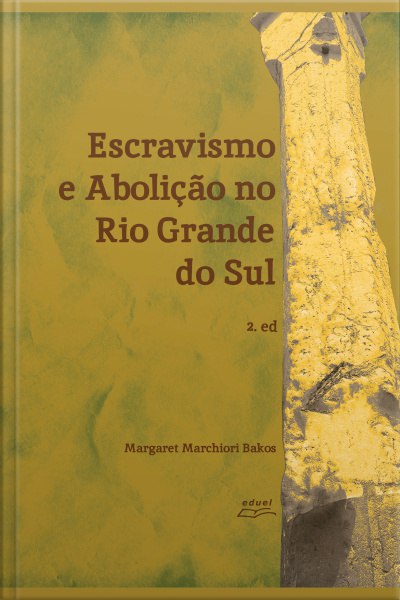 Escravismo
e Abolição no
Rio Grande
do Sul
2. ed
Margaret Marchiori Bakos
eduel